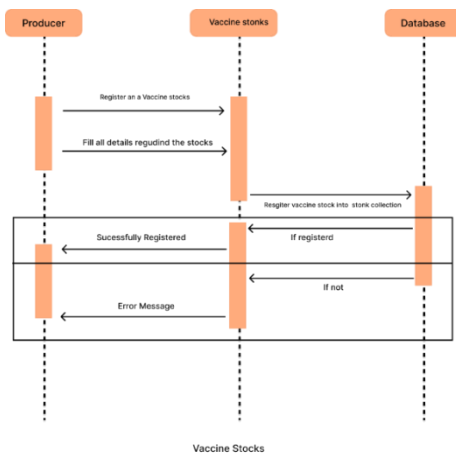 Producer
Vaccine stonks
Database
Register an a Vaccine stocks
Fill all details regudind the stocks
Resgiter vaccine stock into stonk collection
Sucessfully Registered
If registerd
If not
Error Message
Vaccine Stocks